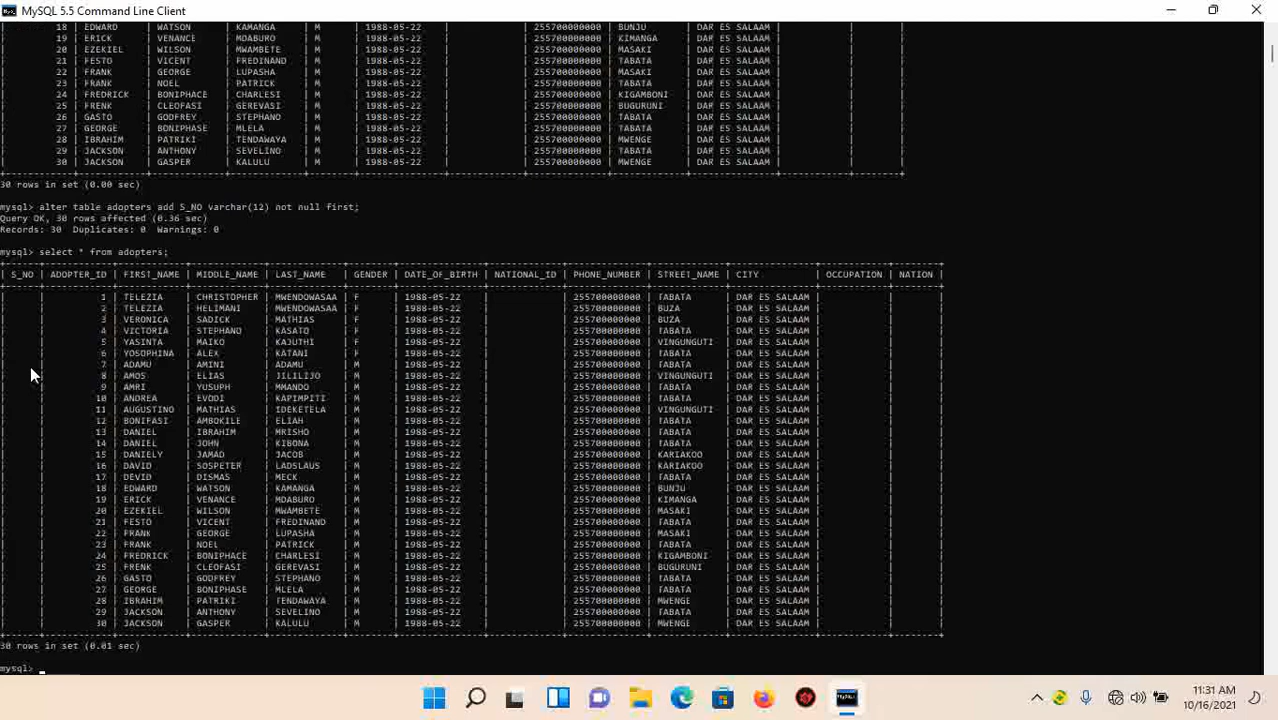 MySQL 5.5 Command Line Client
| 18 | EDWARD | WATSON | KAMANGA | M | 1988-05-22 | | 255700000000 | BUNJU | DAR ES SALAAM | | |
| 19 | ERICK | VENANCE | MDABURO | M | 1988-05-22 | | 255700000000 | KIMANGA | DAR ES SALAAM | | |
| 20 | EZEKIEL | WILSON | MWAMBETE | M | 1988-05-22 | | 255700000000 | MASAKI | DAR ES SALAAM | | |
| 21 | FESTO | VICENT | FREDINAND | M | 1988-05-22 | | 255700000000 | TABATA | DAR ES SALAAM | | |
| 22 | FRANK | GEORGE | LUPASHA | M | 1988-05-22 | | 255700000000 | MASAKI | DAR ES SALAAM | | |
| 23 | FRANK | NOEL | PATRICK | M | 1988-05-22 | | 255700000000 | TABATA | DAR ES SALAAM | | |
| 24 | FREDRICK | BONIPHACE | CHARLESI | M | 1988-05-22 | | 255700000000 | KIGAMBONI | DAR ES SALAAM | | |
| 25 | FRENK | CLEOFASI | GEREVASI | M | 1988-05-22 | | 255700000000 | BUGURUNI | DAR ES SALAAM | | |
| 26 | GASTO | GODFREY | STEPHANO | M | 1988-05-22 | | 255700000000 | TABATA | DAR ES SALAAM | | |
| 27 | GEORGE | BONIPHASE | MLELA | M | 1988-05-22 | | 255700000000 | TABATA | DAR ES SALAAM | | |
| 28 | IBRAHIM | PATRIKI | TENDAWAYA | M | 1988-05-22 | | 255700000000 | MWENGE | DAR ES SALAAM | | |
| 29 | JACKSON | ANTHONY | SEVELINO | M | 1988-05-22 | | 255700000000 | TABATA | DAR ES SALAAM | | |
| 30 | JACKSON | GASPER | KALULU | M | 1988-05-22 | | 255700000000 | MWENGE | DAR ES SALAAM | | |
30 rows in set (0.00 sec)
mysql> alter table adopters add S_NO varchar(12) not null first;
Query OK, 30 rows affected (0.36 sec)
Records: 30 Duplicates: 0 Warnings: 0
mysql> select * from adopters;
| S_NO | ADOPTER_ID | FIRST_NAME | MIDDLE_NAME | LAST_NAME | GENDER | DATE_OF_BIRTH | NATIONAL_ID | PHONE_NUMBER | STREET_NAME | CITY | OCCUPATION | NATION |
| | 1 | TELEZIA | CHRISTOPHER | MWENDOWASAA | F | 1988-05-22 | | 255700000000 | TABATA | DAR ES SALAAM | | |
| | 2 | TELEZIA | HELIMANI | MWENDOWASAA | F | 1988-05-22 | | 255700000000 | BUZA | DAR ES SALAAM | | |
| | 3 | VERONICA | SADICK | MATHIAS | F | 1988-05-22 | | 255700000000 | BUZA | DAR ES SALAAM | | |
| | 4 | VICTORIA | STEPHANO | KASATO | F | 1988-05-22 | | 255700000000 | TABATA | DAR ES SALAAM | | |
| | 5 | YASINTA | MAIKO | KAJUTHI | F | 1988-05-22 | | 255700000000 | VINGUNGUTI | DAR ES SALAAM | | |
| | 6 | YOSOPHINA | ALEX | KATANI | F | 1988-05-22 | | 255700000000 | TABATA | DAR ES SALAAM | | |
| | 7 | ADAMU | AMINI | ADAMU | M | 1988-05-22 | | 255700000000 | TABATA | DAR ES SALAAM | | |
| | 8 | AMOS | ELIAS | JILILIJO | M | 1988-05-22 | | 255700000000 | VINGUNGUTI | DAR ES SALAAM | | |
| | 9 | AMRI | YUSUPH | MMANDO | M | 1988-05-22 | | 255700000000 | TABATA | DAR ES SALAAM | | |
| | 10 | ANDREA | EVODI | KAPIMPITI | M | 1988-05-22 | | 255700000000 | TABATA | DAR ES SALAAM | | |
| | 11 | AUGUSTINO | MATHIAS | IDEKETELA | M | 1988-05-22 | | 255700000000 | VINGUNGUTI | DAR ES SALAAM | | |
| | 12 | BONIFASI | AMBOKILE | ELIAH | M | 1988-05-22 | | 255700000000 | TABATA | DAR ES SALAAM | | |
| | 13 | DANIEL | IBRAHIM | MRISHO | M | 1988-05-22 | | 255700000000 | TABATA | DAR ES SALAAM | | |
| | 14 | DANIEL | JOHN | KIBONA | M | 1988-05-22 | | 255700000000 | TABATA | DAR ES SALAAM | | |
| | 15 | DANIELY | JAMAD | JACOB | M | 1988-05-22 | | 255700000000 | KARIAKOO | DAR ES SALAAM | | |
| | 16 | DAVID | SOSPETER | LADSLAUS | M | 1988-05-22 | | 255700000000 | KARIAKOO | DAR ES SALAAM | | |
| | 17 | DEVID | DISMAS | MECK | M | 1988-05-22 | | 255700000000 | TABATA | DAR ES SALAAM | | |
| | 18 | EDWARD | WATSON | KAMANGA | M | 1988-05-22 | | 255700000000 | BUNJU | DAR ES SALAAM | | |
| | 19 | ERICK | VENANCE | MDABURO | M | 1988-05-22 | | 255700000000 | KIMANGA | DAR ES SALAAM | | |
| | 20 | EZEKIEL | WILSON | MWAMBETE | M | 1988-05-22 | | 255700000000 | MASAKI | DAR ES SALAAM | | |
| | 21 | FESTO | VICENT | FREDINAND | M | 1988-05-22 | | 255700000000 | TABATA | DAR ES SALAAM | | |
| | 22 | FRANK | GEORGE | LUPASHA | M | 1988-05-22 | | 255700000000 | MASAKI | DAR ES SALAAM | | |
| | 23 | FRANK | NOEL | PATRICK | M | 1988-05-22 | | 255700000000 | TABATA | DAR ES SALAAM | | |
| | 24 | FREDRICK | BONIPHACE | CHARLESI | M | 1988-05-22 | | 255700000000 | KIGAMBONI | DAR ES SALAAM | | |
| | 25 | FRENK | CLEOFASI | GEREVASI | M | 1988-05-22 | | 255700000000 | BUGURUNI | DAR ES SALAAM | | |
| | 26 | GASTO | GODFREY | STEPHANO | M | 1988-05-22 | | 255700000000 | TABATA | DAR ES SALAAM | | |
| | 27 | GEORGE | BONIPHASE | MLELA | M | 1988-05-22 | | 255700000000 | TABATA | DAR ES SALAAM | | |
| | 28 | IBRAHIM | PATRIKI | TENDAWAYA | M | 1988-05-22 | | 255700000000 | MWENGE | DAR ES SALAAM | | |
| | 29 | JACKSON | ANTHONY | SEVELINO | M | 1988-05-22 | | 255700000000 | TABATA | DAR ES SALAAM | | |
| | 30 | JACKSON | GASPER | KALULU | M | 1988-05-22 | | 255700000000 | MWENGE | DAR ES SALAAM | | |
30 rows in set (0.01 sec)
mysql>
11:31 AM
10/16/2021